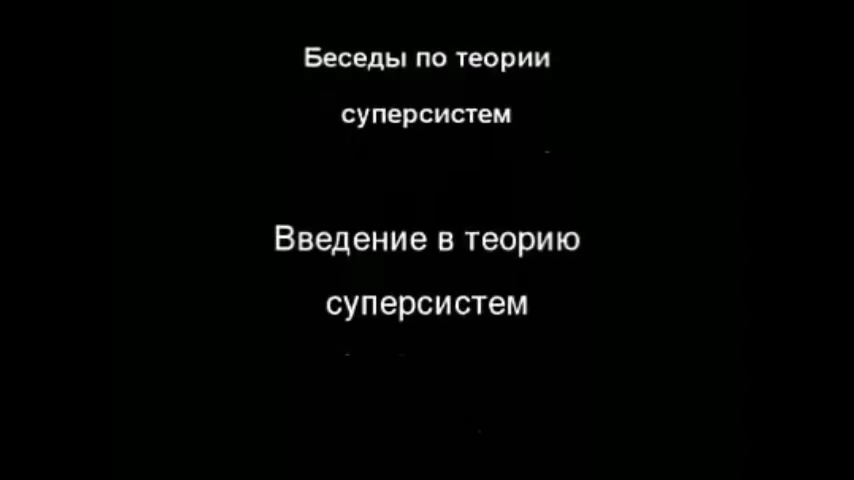 Беседы по теории
суперсистем
Введение в теорию
суперсистем